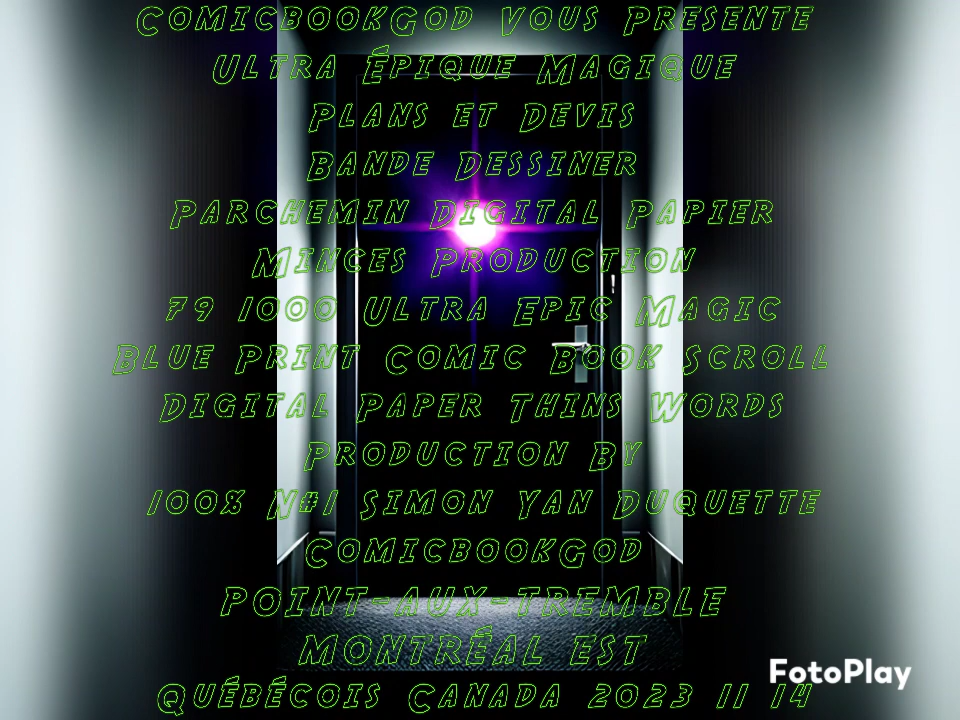 ComicbookGod Vous Presente
Ultra Épique Magique
Plans et Devis
Bande Dessiner
Parchemin Digital Papier
Minces Production
79 1000 Ultra Epic Magic
Blue Print Comic Book Scroll
Digital Paper Thins Words
Production By
100% N#1 Simon Yan Duquette
ComicbookGod
POINT-AUX-TREMBLE
MONTRÉAL EST
Québécois Canada 2023 11 14
FotoPlay